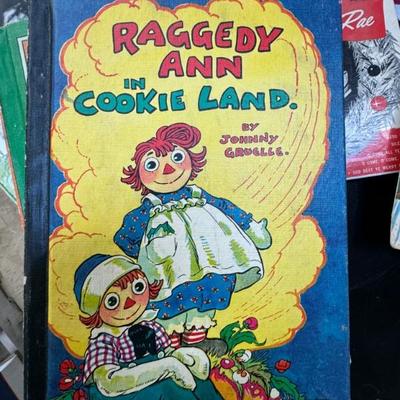 RAGGEDY
ANN
IN
COOKIE LAND.
BY
JOHNNY
GRUELLE.
Rae